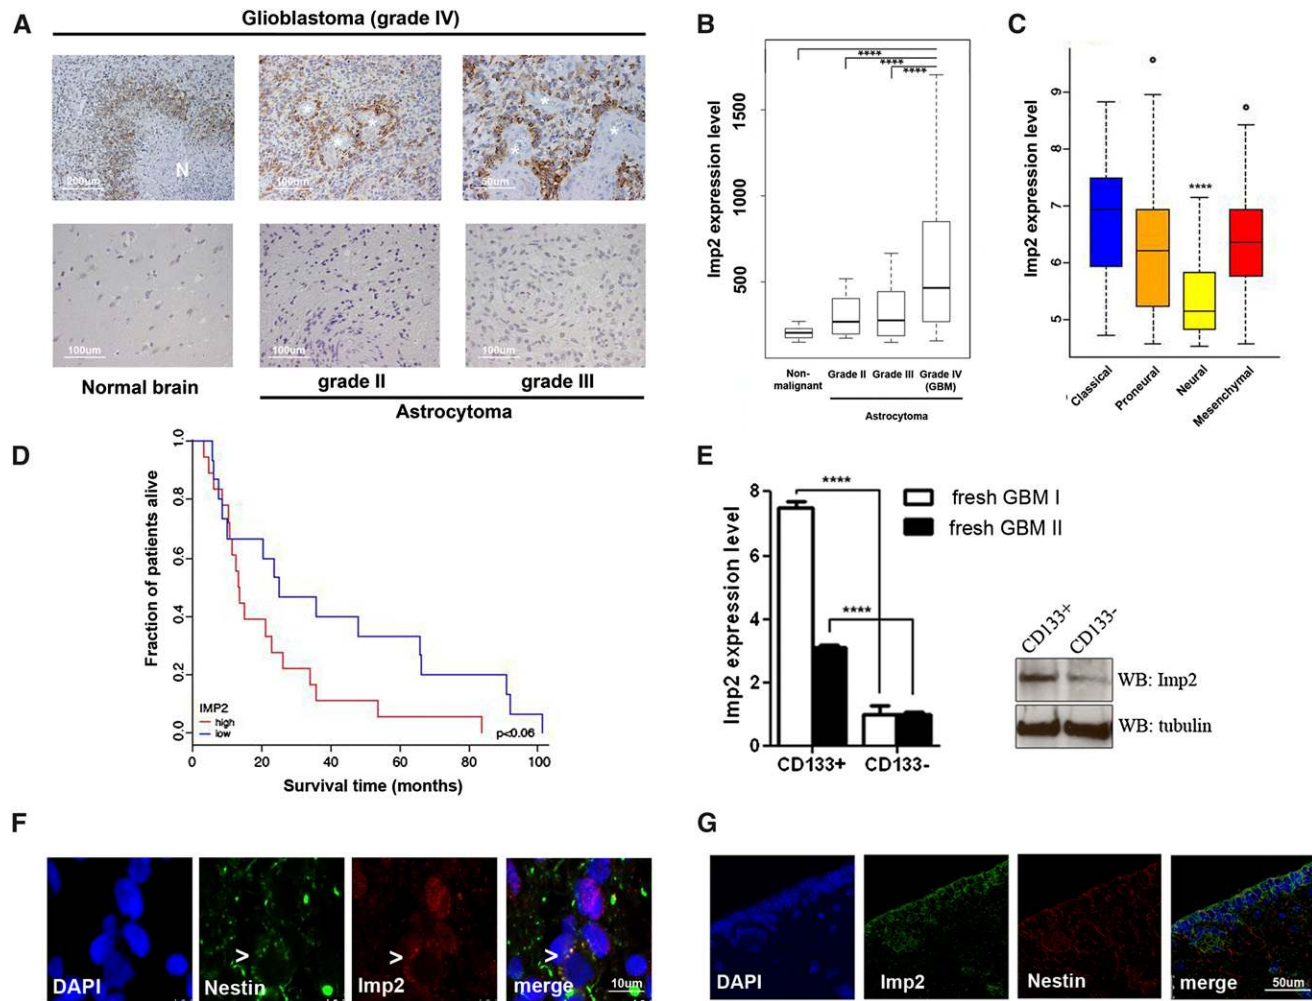 A
Glioblastoma (grade IV)
N
200um
*
*
*
100um
*
*
*
50um
100um
100um
100um
Normal brain
grade II
grade III
Astrocytoma
B
Imp2 expression level
1500
1000
500
****
****
****
Non-malignant
Grade II
Grade III
Grade IV (GBM)
Astrocytoma
C
Imp2 expression level
9
7
6
5
****
Classical
Proneural
Neural
Mesenchymal
D
Fraction of patients alive
1.0
0.8
0.6
0.4
0.2
0.0
IMP2
high
low
p<0.06
0
20
40
60
80
100
Survival time (months)
E
Imp2 expression level
8
6
4
2
0
****
****
fresh GBM I
fresh GBM II
CD133+
CD133-
CD133+
CD133-
WB: Imp2
WB: tubulin
F
DAPI
>
Nestin
>
Imp2
>
merge
10um
G
DAPI
Imp2
Nestin
merge
50um